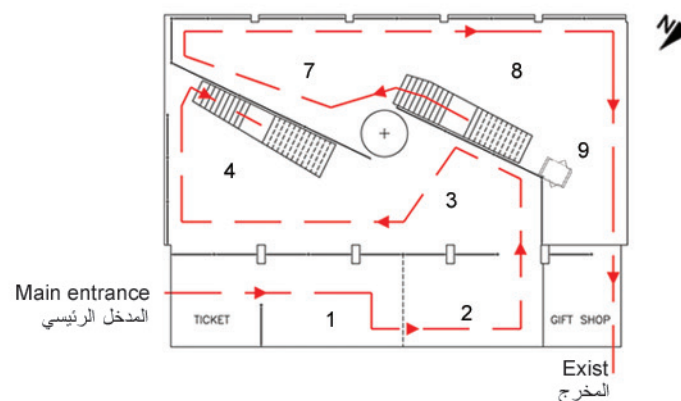 N
7
8
9
4
3
Main entrance
المدخل الرئيسي
TICKET
1
2
GIFT SHOP
Exist
المخرج